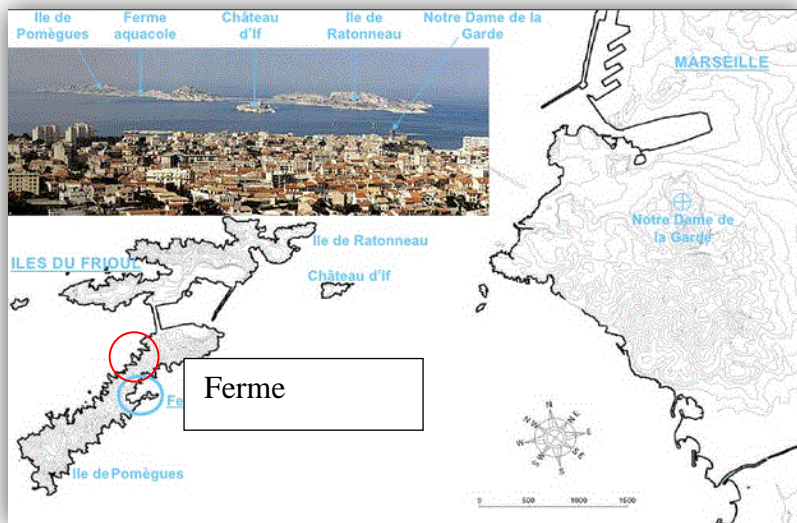 Ile de
Pomègues
Ferme
aquacole
Château
d'If
Ile de
Ratonneau
Notre Dame de la
Garde
MARSEILLE
Notre Dame de
la Garde
Ile de Ratonneau
ILES DU FRIOUL
Château d'If
Ferme
Fe
Ile de Pomègues
N
NE
E
SE
S
SW
W
NW
0 500 1000 1500